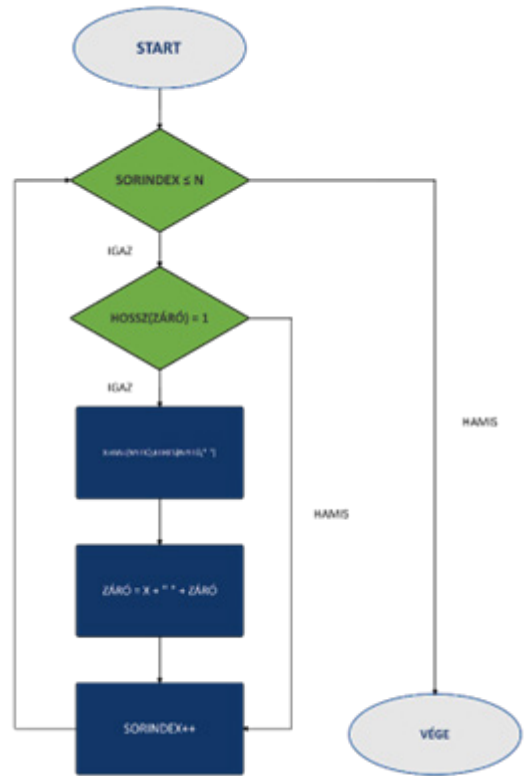 START
SORINDEX ≤ N
IGAZ
HOSSZ(ZÁRÓ) = 1
IGAZ
HAMIS
HAMIS
ZÁRÓ = X + " " + ZÁRÓ
SORINDEX++
VÉGE